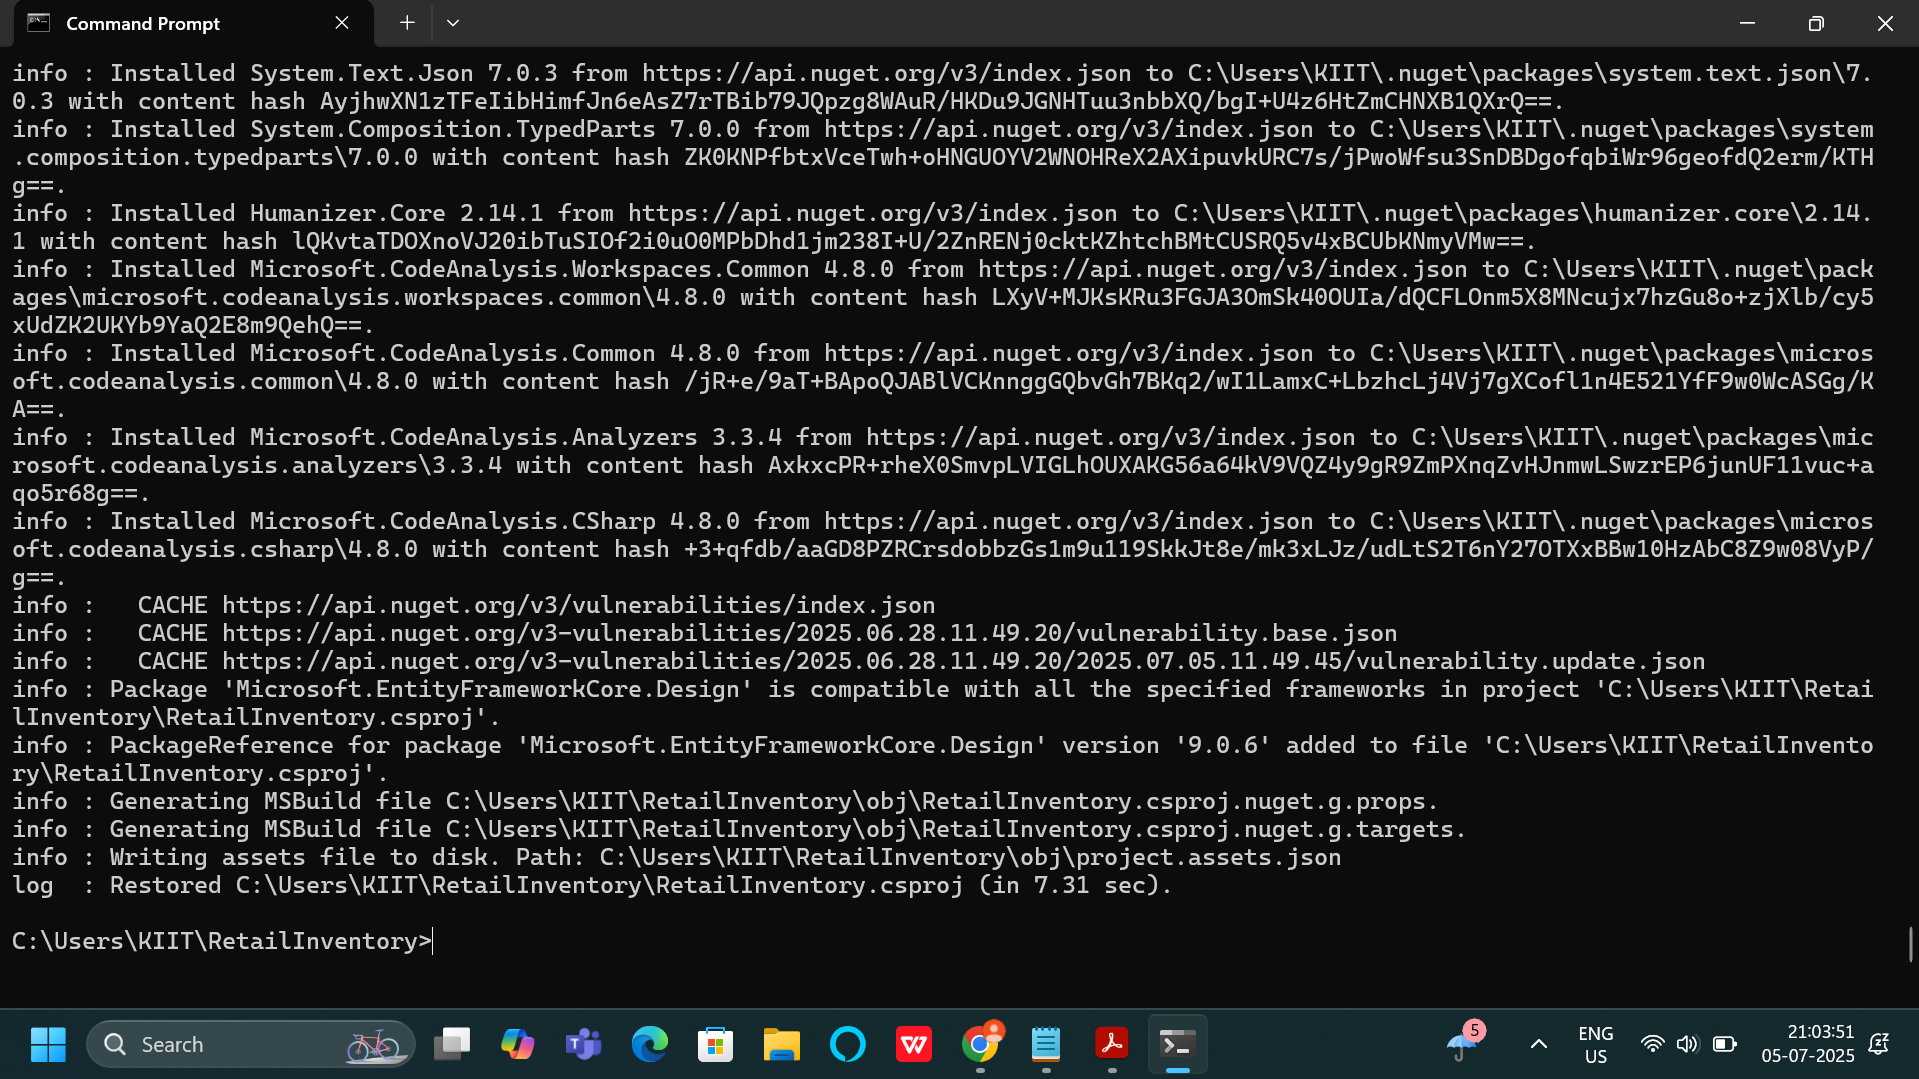 Command Prompt
info : Installed System.Text.Json 7.0.3 from https://api.nuget.org/v3/index.json to C:\Users\KIIT\.nuget\packages\system.text.json\7.
0.3 with content hash AyjhwXN1zTFeIibHimfJn6eAsZ7rTBib79JQpzg8WAuR/HKDu9JGNHTuu3nbbXQ/bgI+U4z6HtZmCHNXB1QXrQ==.
info : Installed System.Composition.TypedParts 7.0.0 from https://api.nuget.org/v3/index.json to C:\Users\KIIT\.nuget\packages\system
.composition.typedparts\7.0.0 with content hash ZK0KNPfbtxVceTwh+oHNGUOYV2WNOHReX2AXipuvkURC7s/jPwoWfsu3SnDBDgofqbiWr96geofdQ2erm/KTH
g==.
info : Installed Humanizer.Core 2.14.1 from https://api.nuget.org/v3/index.json to C:\Users\KIIT\.nuget\packages\humanizer.core\2.14.
1 with content hash lQKvtaTDOXnoVJ20ibTuSIOf2i0uO0MPbDhd1jm238I+U/2ZnRENj0cktKZhtchBMtCUSRQ5v4xBCUbKNmyVMw==.
info : Installed Microsoft.CodeAnalysis.Workspaces.Common 4.8.0 from https://api.nuget.org/v3/index.json to C:\Users\KIIT\.nuget\pack
ages\microsoft.codeanalysis.workspaces.common\4.8.0 with content hash LXyV+MJKsKRu3FGJA3OmSk40OUIa/dQCFLOnm5X8MNcujx7hzGu8o+zjXlb/cy5
xUdZK2UKYb9YaQ2E8m9QehQ==.
info : Installed Microsoft.CodeAnalysis.Common 4.8.0 from https://api.nuget.org/v3/index.json to C:\Users\KIIT\.nuget\packages\micros
oft.codeanalysis.common\4.8.0 with content hash /jR+e/9aT+BApoQJABlVCKnnggGQbvGh7BKq2/wI1LamxC+LbzhcLj4Vj7gXCofl1n4E521YfF9w0WcASGg/K
A==.
info : Installed Microsoft.CodeAnalysis.Analyzers 3.3.4 from https://api.nuget.org/v3/index.json to C:\Users\KIIT\.nuget\packages\mic
rosoft.codeanalysis.analyzers\3.3.4 with content hash AxkxcPR+rheX0SmvpLVIGLhOUXAKG56a64kV9VQZ4y9gR9ZmPXnqZvHJnmwLSwzrEP6junUF11vuc+a
qo5r68g==.
info : Installed Microsoft.CodeAnalysis.CSharp 4.8.0 from https://api.nuget.org/v3/index.json to C:\Users\KIIT\.nuget\packages\micros
oft.codeanalysis.csharp\4.8.0 with content hash +3+qfdb/aaGD8PZRCrsdobbzGs1m9u119SkkJt8e/mk3xLJz/udLtS2T6nY27OTXxBBw10HzAbC8Z9w08VyP/
g==.
info :   CACHE https://api.nuget.org/v3/vulnerabilities/index.json
info :   CACHE https://api.nuget.org/v3-vulnerabilities/2025.06.28.11.49.20/vulnerability.base.json
info :   CACHE https://api.nuget.org/v3-vulnerabilities/2025.06.28.11.49.20/2025.07.05.11.49.45/vulnerability.update.json
info : Package 'Microsoft.EntityFrameworkCore.Design' is compatible with all the specified frameworks in project 'C:\Users\KIIT\Retai
lInventory\RetailInventory.csproj'.
info : PackageReference for package 'Microsoft.EntityFrameworkCore.Design' version '9.0.6' added to file 'C:\Users\KIIT\RetailInvento
ry\RetailInventory.csproj'.
info : Generating MSBuild file C:\Users\KIIT\RetailInventory\obj\RetailInventory.csproj.nuget.g.props.
info : Generating MSBuild file C:\Users\KIIT\RetailInventory\obj\RetailInventory.csproj.nuget.g.targets.
info : Writing assets file to disk. Path: C:\Users\KIIT\RetailInventory\obj\project.assets.json
log  : Restored C:\Users\KIIT\RetailInventory\RetailInventory.csproj (in 7.31 sec).
C:\Users\KIIT\RetailInventory>
Search
5
ENG
US
21:03:51
05-07-2025